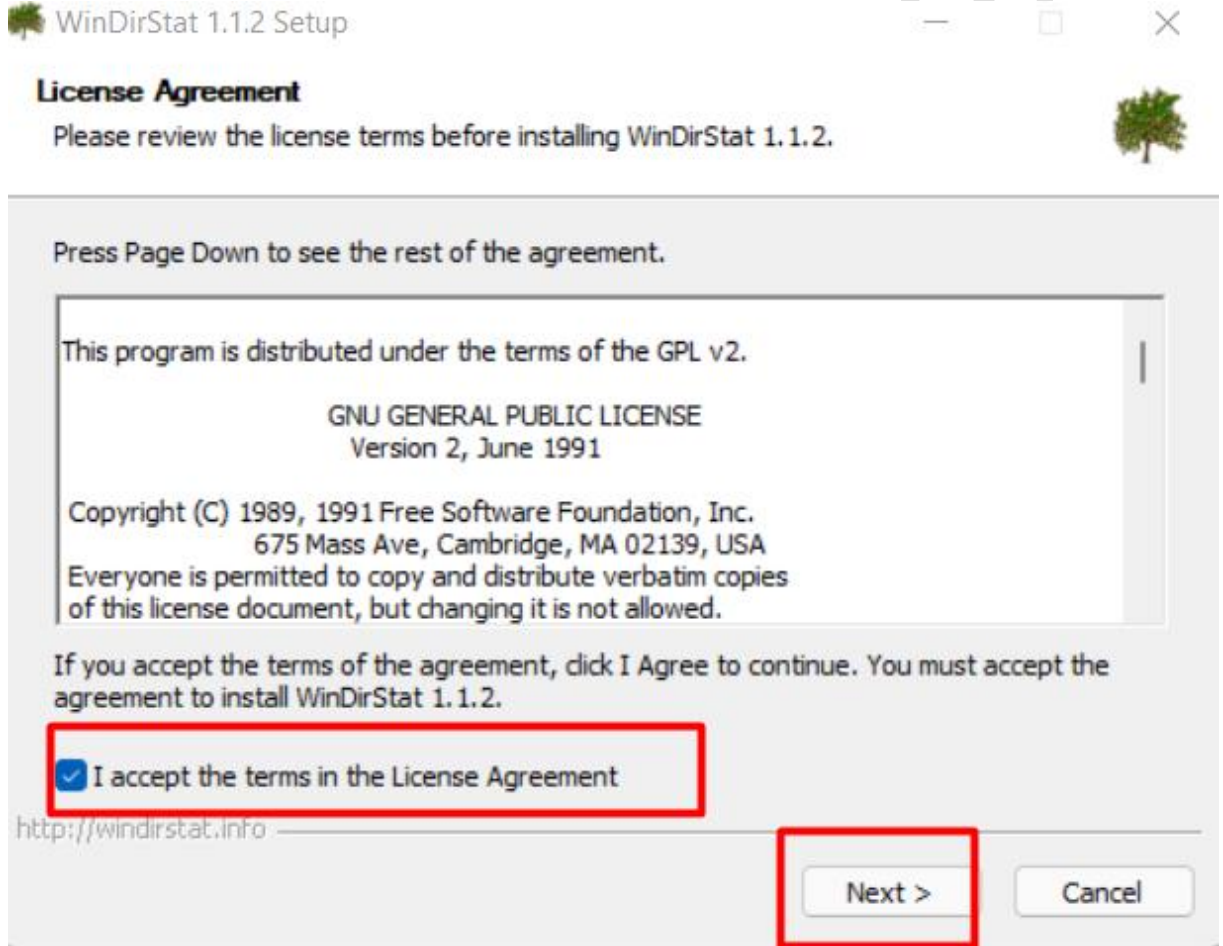 WinDirStat 1.1.2 Setup
License Agreement
Please review the license terms before installing WinDirStat 1.1.2.
Press Page Down to see the rest of the agreement.
This program is distributed under the terms of the GPL v2.
GNU GENERAL PUBLIC LICENSE
Version 2, June 1991
Copyright (C) 1989, 1991 Free Software Foundation, Inc.
675 Mass Ave, Cambridge, MA 02139, USA
Everyone is permitted to copy and distribute verbatim copies
of this license document, but changing it is not allowed.
If you accept the terms of the agreement, click I Agree to continue. You must accept the
agreement to install WinDirStat 1.1.2.
I accept the terms in the License Agreement
http://windirstat.info
Next >
Cancel